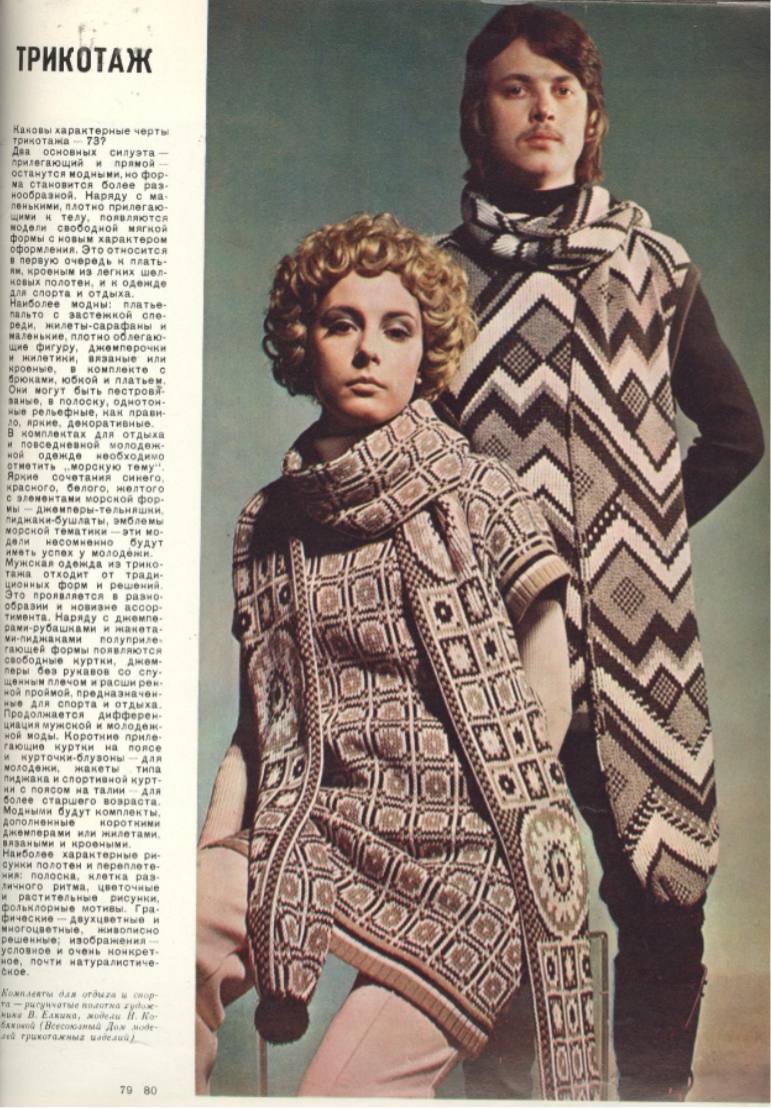 ТРИКОТАЖ
Каковы характерные черты
трикотажа — 73?
Два основных силуэта —
прилегающий и прямой —
останутся модными, но фор-
ма становится более раз-
нообразной. Наряду с ма-
ленькими, плотно прилегаю-
щими к телу, появляются
модели свободной мягкой
формы с новым характером
оформления. Это относится
в первую очередь к плать-
ям, кроеным из легких шел-
ковых полотен, и к одежде
для спорта и отдыха.
Наиболее модны: платье-
пальто с застежкой спе-
реди, жилеты-сарафаны и
маленькие, плотно облегаю-
щие фигуру, джемперочки
и жилетики, вязаные или
кроеные, в комплекте с
брюками, юбкой и платьем.
Они могут быть пестровя-
заные, в полоску, однотон-
ные рельефные, как прави-
ло, яркие, декоративные.
В комплектах для отдыха
и повседневной молодеж-
ной одежде необходимо
отметить „морскую тему".
Яркие сочетания синего,
красного, белого, желтого
с элементами морской фор-
мы — джемперы-тельняшки,
пиджаки-бушлаты, эмблемы
морской тематики — эти мо-
дели несомненно будут
иметь успех у молодежи.
Мужская одежда из трико-
тажа отходит от тради-
ционных форм и решений.
Это проявляется в разно-
образии и новизне ассор-
тимента. Наряду с джемпе-
рами-рубашками и жакета-
ми-пиджаками полуприле-
гающей формы появляются
свободные куртки, джем-
перы без рукавов со спу-
щенным плечом и расширен-
ной проймой, предназначен-
ные для спорта и отдыха.
Продолжается дифферен-
циация мужской и молодеж-
ной моды. Короткие приле-
гающие куртки на поясе
и курточки-блузоны — для
молодежи, жакеты типа
пиджака и спортивной курт-
ки с поясом на талии — для
более старшего возраста.
Модными будут комплекты,
дополненные короткими
джемперами или жилетами,
вязаными и кроеными.
Наиболее характерные ри-
сунки полотен и переплете-
ния: полоска, клетка раз-
личного ритма, цветочные
и растительные рисунки,
фольклорные мотивы. Гра-
фические — двухцветные и
многоцветные, живописно
решенные; изображения —
условное и очень конкрет-
ное, почти натуралистиче-
ское.
Комплекты для отдыха и спор-
та — рисунчатые полотна худож-
ника В. Елкина, модели Н. Ко-
бяковой (Всесоюзный Дом моде-
лей трикотажных изделий)
79 80